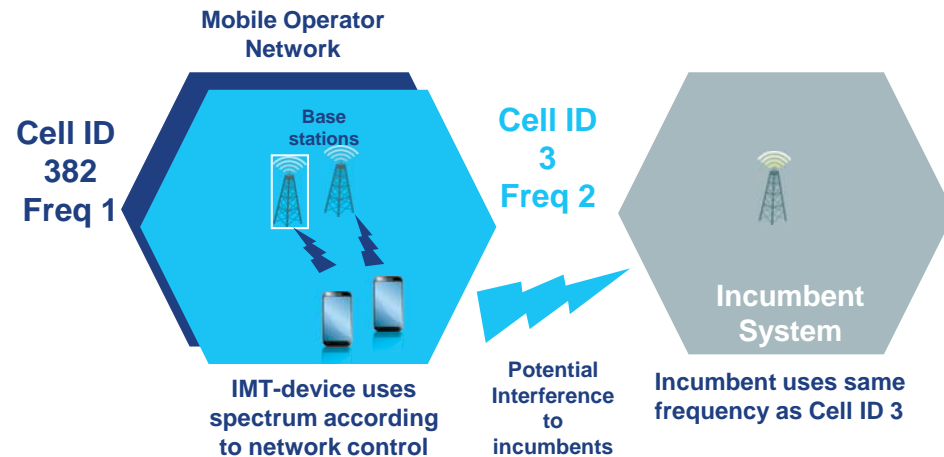 Mobile Operator
Network
Cell ID
382
Freq 1
Base
stations
Cell ID
3
Freq 2
Incumbent
System
IMT-device uses
spectrum according
to network control
Potential
Interference
to
incumbents
Incumbent uses same
frequency as Cell ID 3